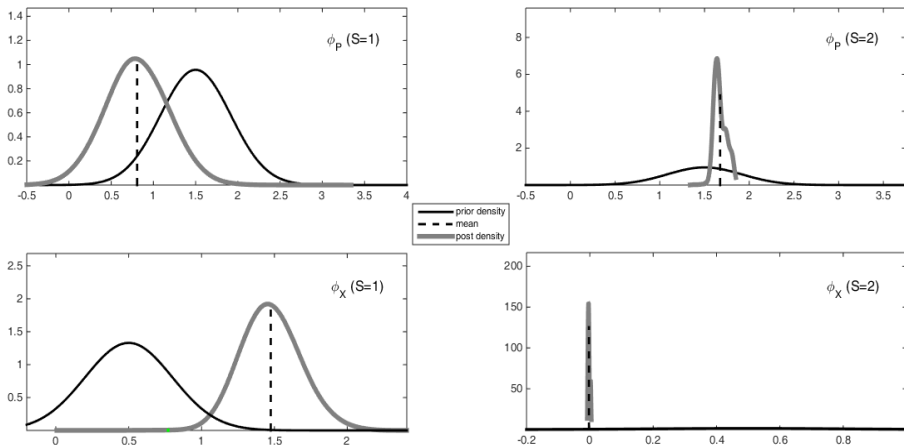 1.4
1.2
1
0.8
0.6
0.4
0.2
-0.5 0 0.5 1 1.5 2 2.5 3 3.5 4
ϕP (S=1)
8
6
4
2
-0.5 0 0.5 1 1.5 2 2.5 3 3.5
ϕP (S=2)
prior density
mean
post density
2.5
2
1.5
1
0.5
0 0.5 1 1.5 2
ϕX (S=1)
200
150
100
50
-0.2 0 0.2 0.4 0.6 0.8
ϕX (S=2)